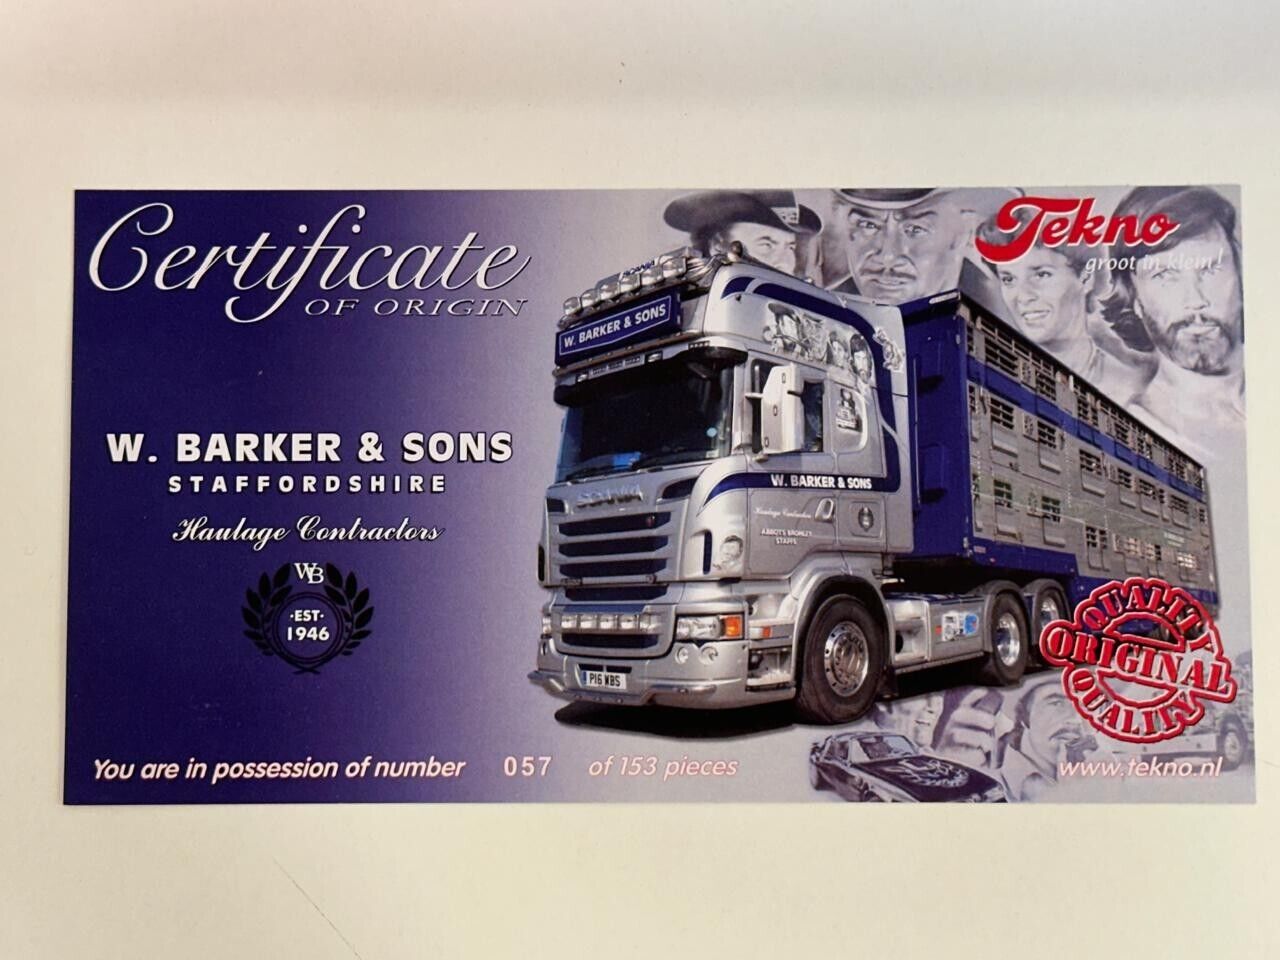 Certificate
OF ORIGIN
Tekno
groot in klein!
SCANIA
W. BARKER & SONS
W. BARKER & SONS
STAFFORDSHIRE
Haulage Contractors
WB
·EST·
1946
SCANIA
W. BARKER & SONS
Haulage Contractors
ABBOTS BROMLEY
STAFFS
P16 WBS
QUALITY
ORIGINAL
QUALITY
You are in possession of number 057 of 153 pieces
www.tekno.nl